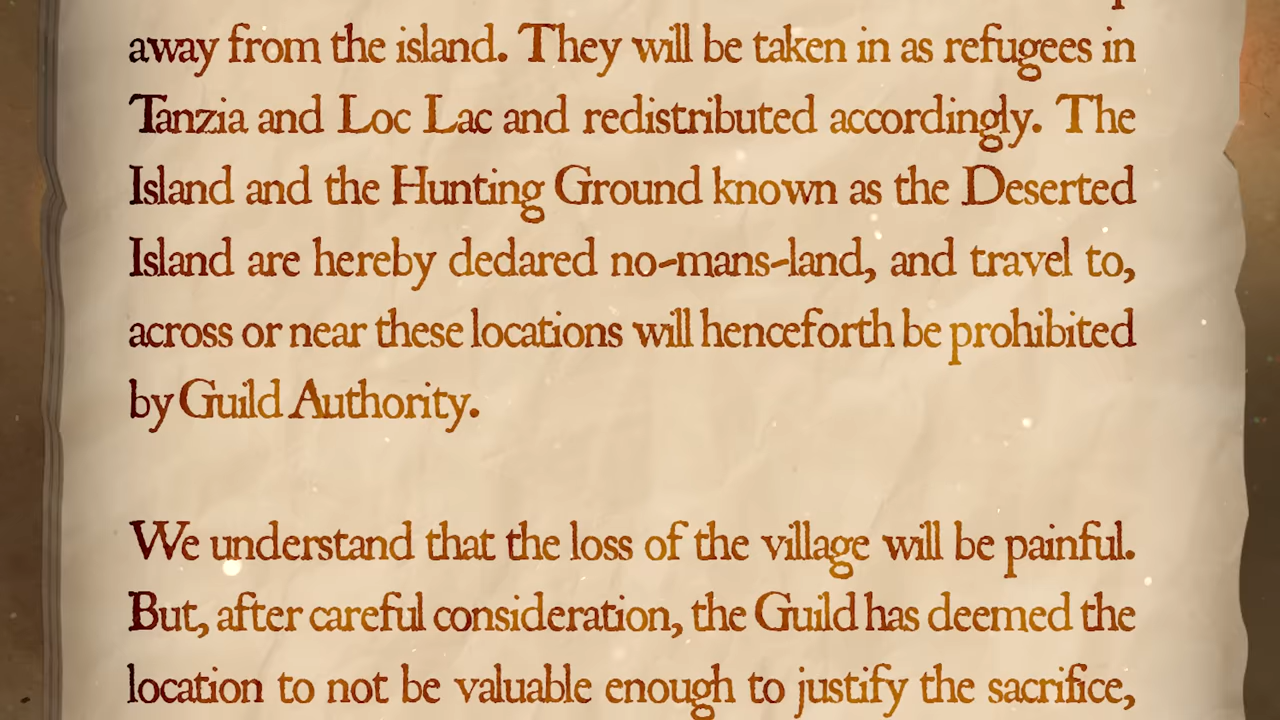 away from the island. They will be taken in as refugees in
Tanzia and Loc Lac and redistributed accordingly. The
Island and the Hunting Ground known as the Deserted
Island are hereby declared no-mans-land, and travel to,
across or near these locations will henceforth be prohibited
by Guild Authority.
We understand that the loss of the village will be painful.
But, after careful consideration, the Guild has deemed the
location to not be valuable enough to justify the sacrifice,